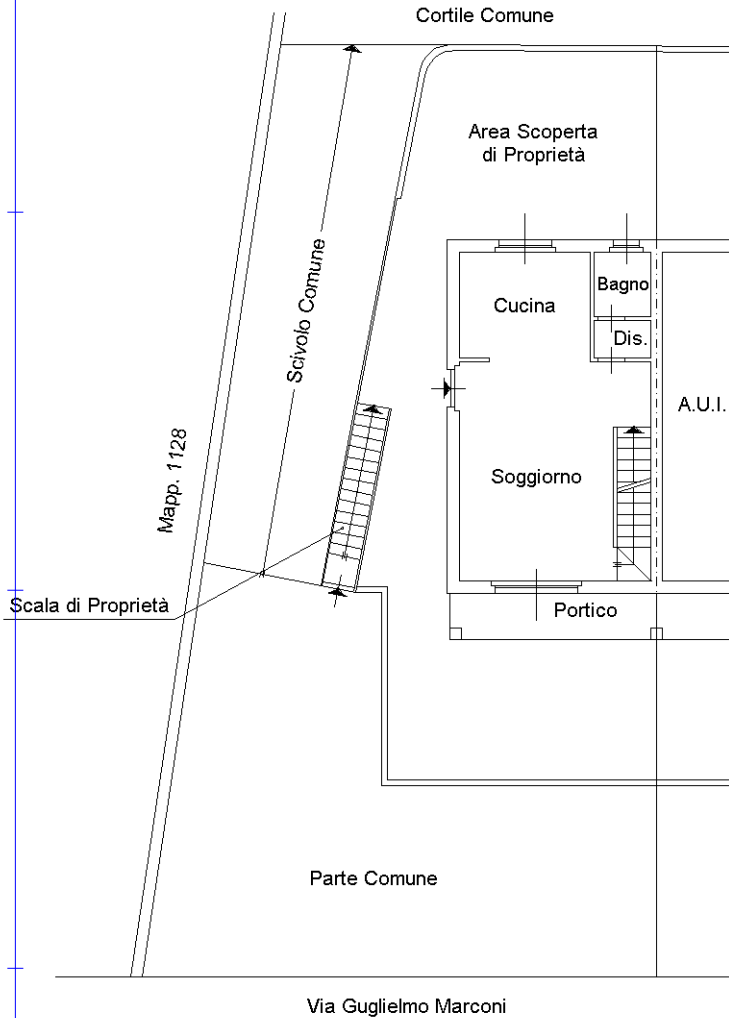 Cortile Comune
Area Scoperta
di Proprietà
Scivolo Comune
Bagno
Cucina
Dis.
A.U.I.
Mapp. 1128
Soggiorno
Scala di Proprietà
Portico
Parte Comune
Via Guglielmo Marconi